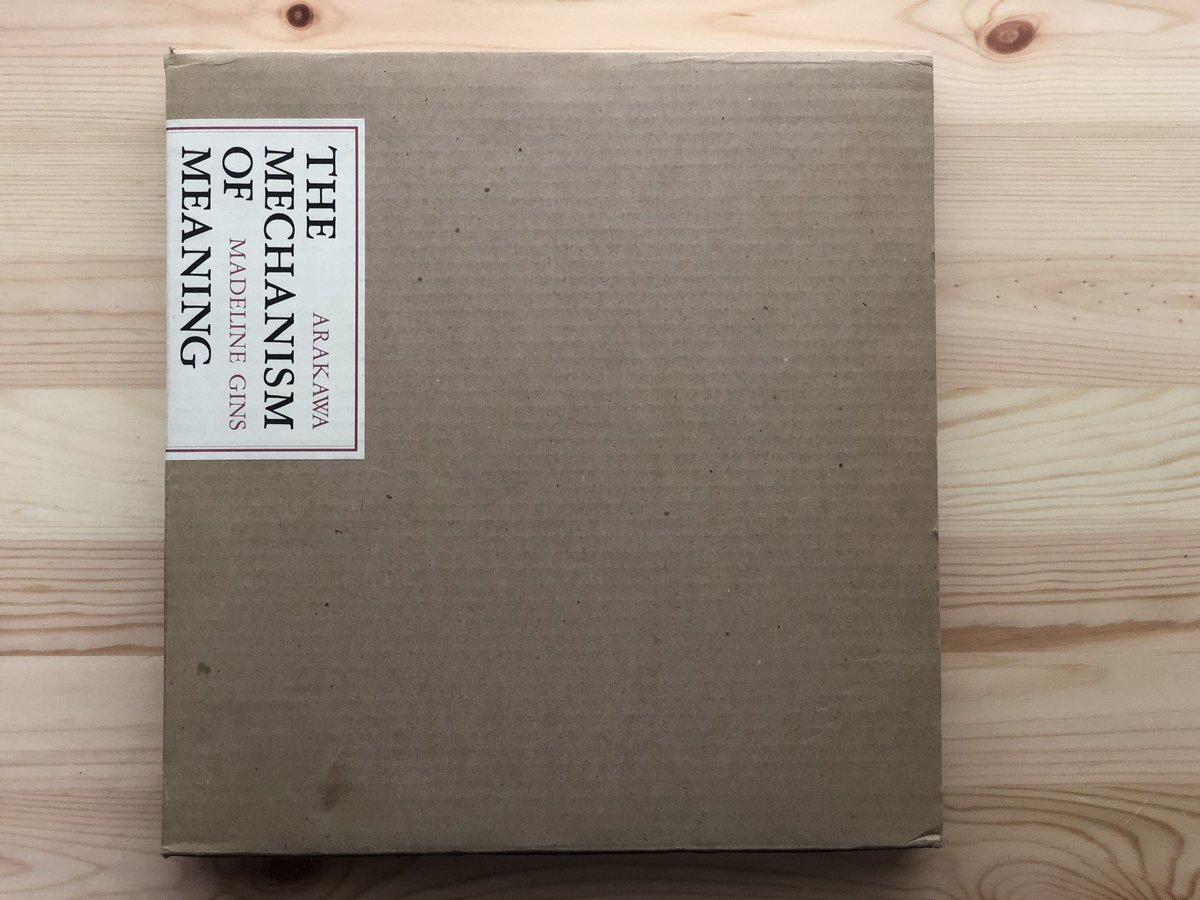 THE
ARAKAWA
MECHANISM
OF
MADELINE GINS
MEANING